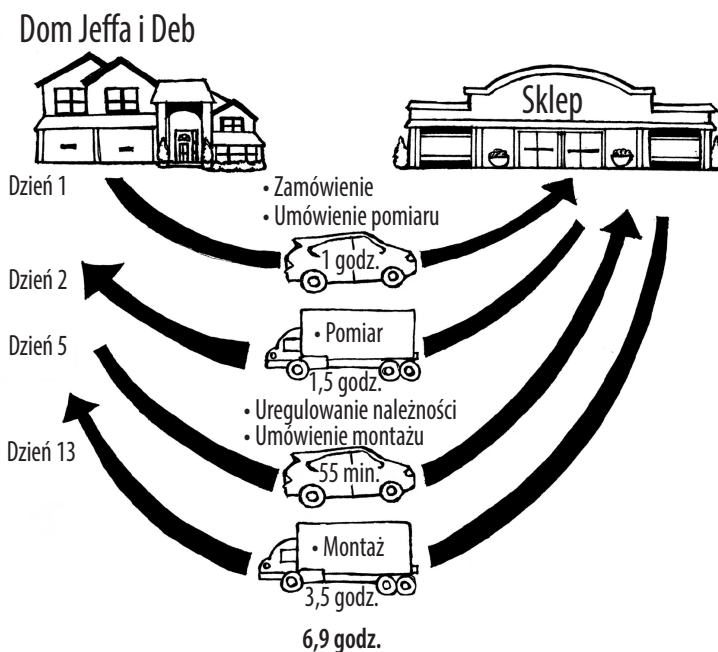 Dom Jeffa i Deb
Sklep
Dzień 1
• Zamówienie
• Umówienie pomiaru
1 godz.
Dzień 2
• Pomiar
1,5 godz.
Dzień 5
• Uregulowanie należności
• Umówienie montażu
55 min.
Dzień 13
• Montaż
3,5 godz.
6,9 godz.